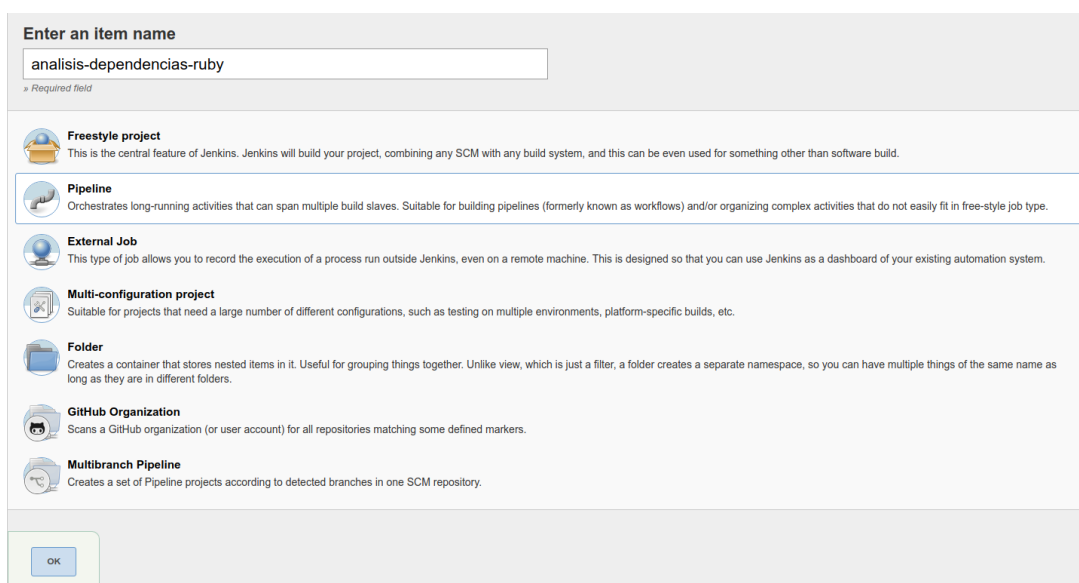 Enter an item name
analisis-dependencias-ruby
» Required field
Freestyle project
This is the central feature of Jenkins. Jenkins will build your project, combining any SCM with any build system, and this can be even used for something other than software build.
Pipeline
Orchestrates long-running activities that can span multiple build slaves. Suitable for building pipelines (formerly known as workflows) and/or organizing complex activities that do not easily fit in free-style job type.
External Job
This type of job allows you to record the execution of a process run outside Jenkins, even on a remote machine. This is designed so that you can use Jenkins as a dashboard of your existing automation system.
Multi-configuration project
Suitable for projects that need a large number of different configurations, such as testing on multiple environments, platform-specific builds, etc.
Folder
Creates a container that stores nested items in it. Useful for grouping things together. Unlike view, which is just a filter, a folder creates a separate namespace, so you can have multiple things of the same name as
long as they are in different folders.
GitHub Organization
Scans a GitHub organization (or user account) for all repositories matching some defined markers.
Multibranch Pipeline
Creates a set of Pipeline projects according to detected branches in one SCM repository.
OK